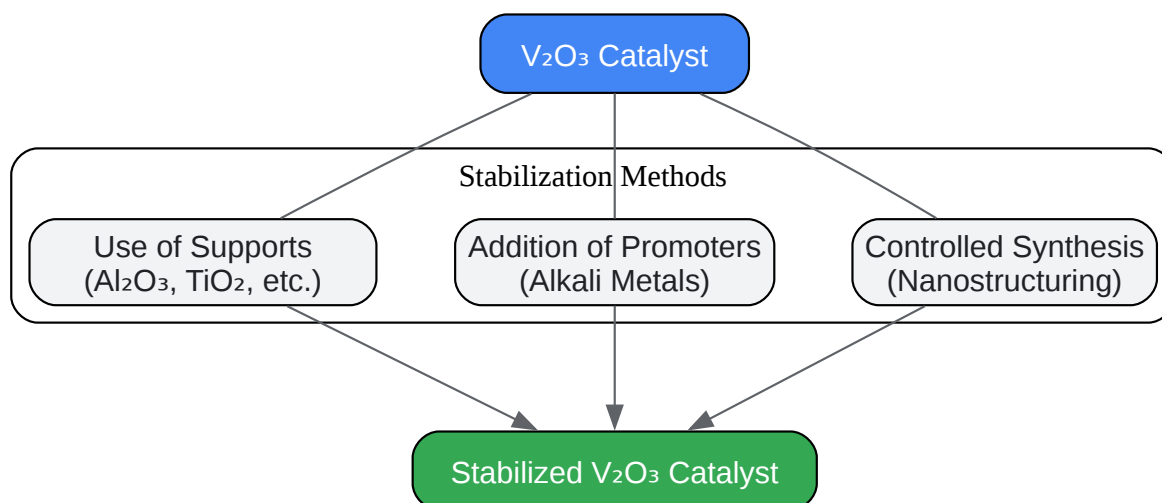 V₂O₃ Catalyst
Stabilization Methods
Use of Supports
(Al₂O₃, TiO₂, etc.)
Addition of Promoters
(Alkali Metals)
Controlled Synthesis
(Nanostructuring)
Stabilized V₂O₃ Catalyst